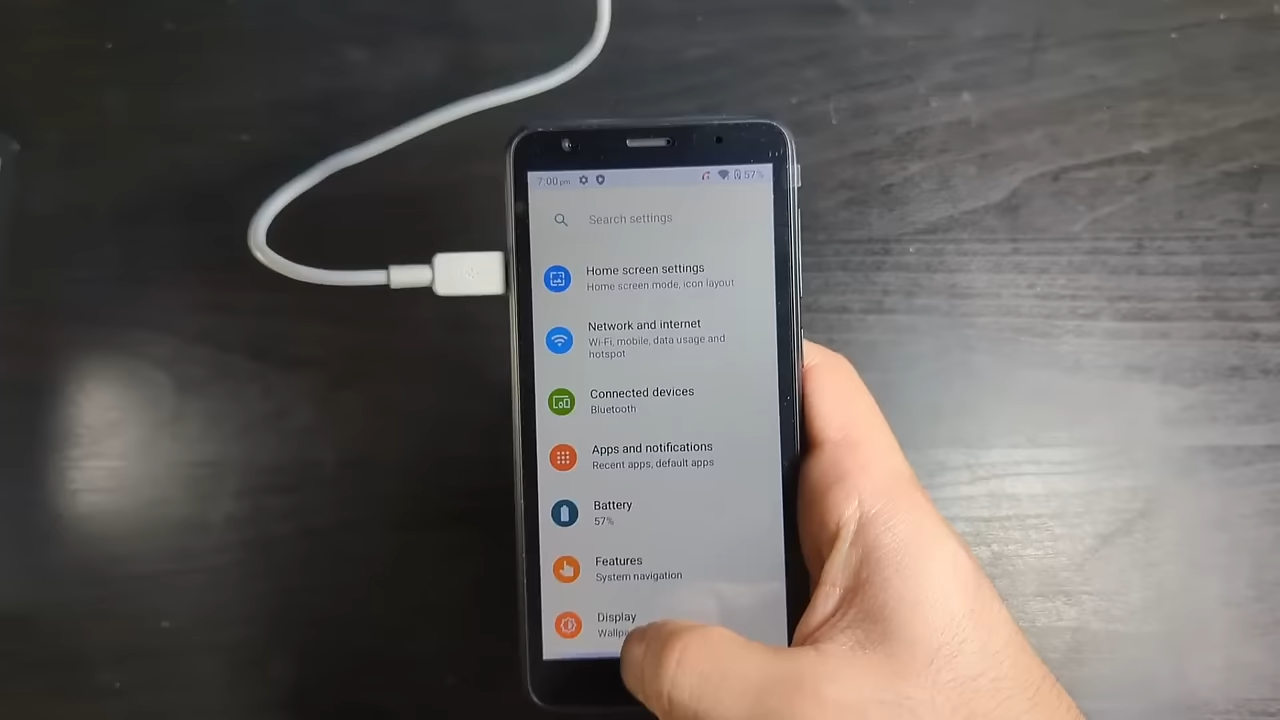 7:00 pm 57%
Search settings
Home screen settings
Home screen mode, icon layout
Network and internet
Wi-Fi, mobile, data usage and
hotspot
Connected devices
Bluetooth
Apps and notifications
Recent apps, default apps
Battery
57%
Features
System navigation
Display